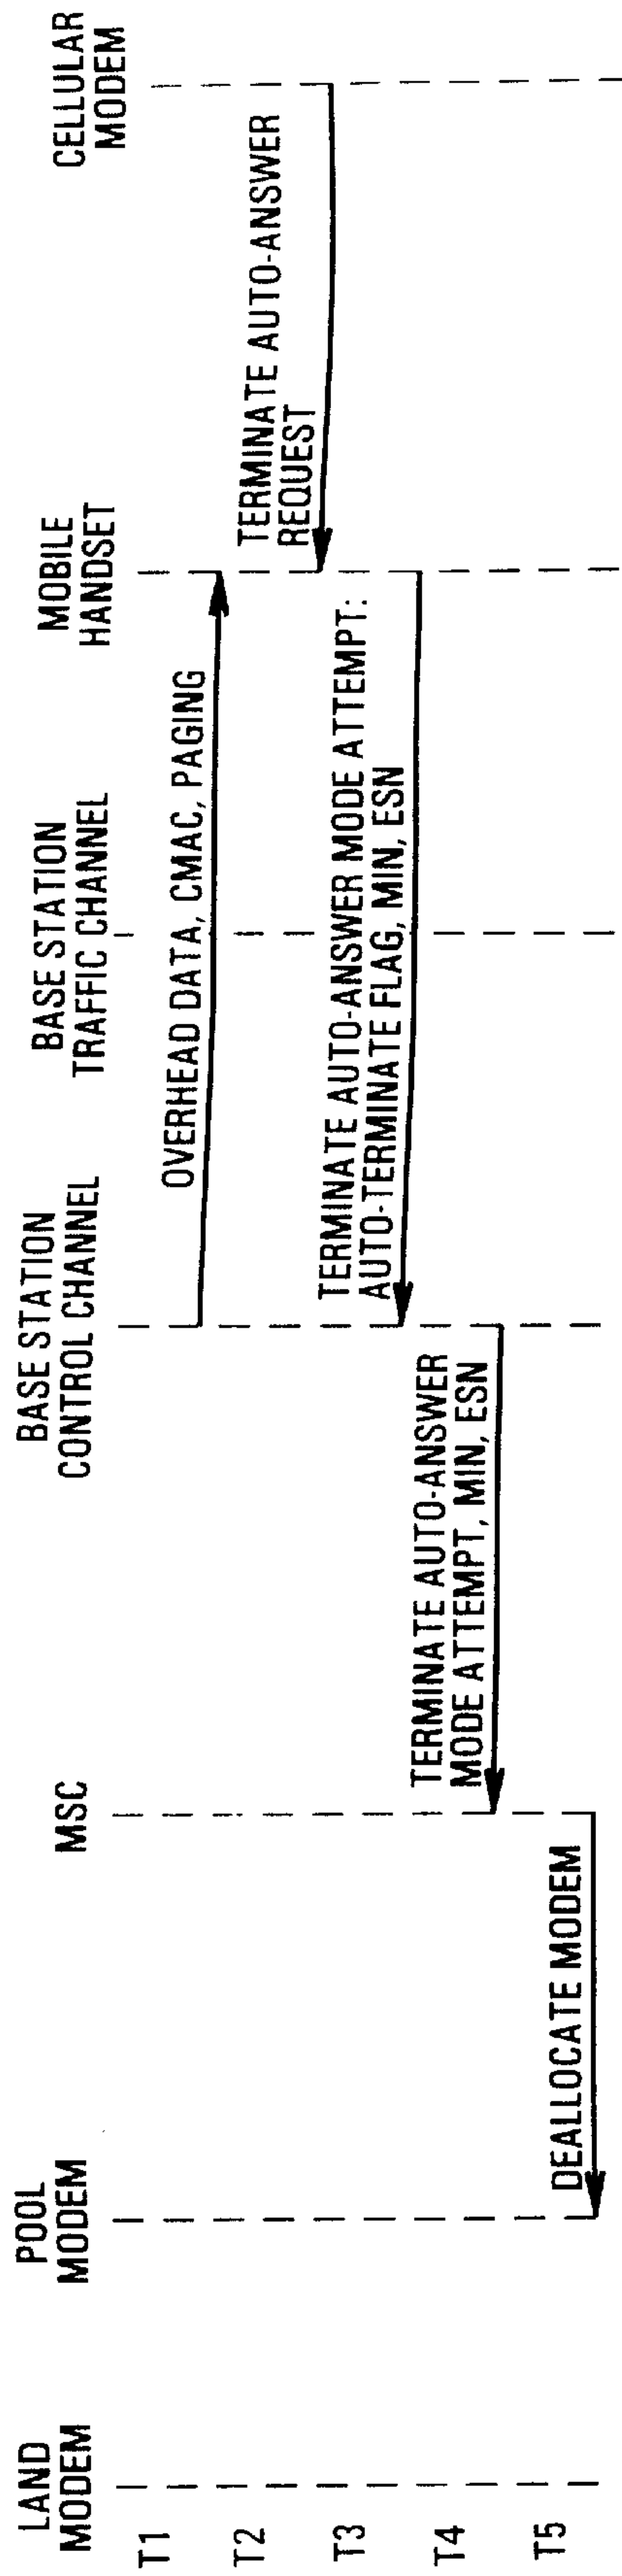 LAND
MODEM
POOL
MODEM
MSC
BASE STATION
CONTROL CHANNEL
BASE STATION
TRAFFIC CHANNEL
MOBILE
HANDSET
CELLULAR
MODEM
T1
OVERHEAD DATA, CMAC, PAGING
T2
TERMINATE AUTO-ANSWER
REQUEST
T3
TERMINATE AUTO-ANSWER MODE ATTEMPT:
AUTO-TERMINATE FLAG, MIN, ESN
T4
TERMINATE AUTO-ANSWER
MODE ATTEMPT, MIN, ESN
T5
DEALLOCATE MODEM